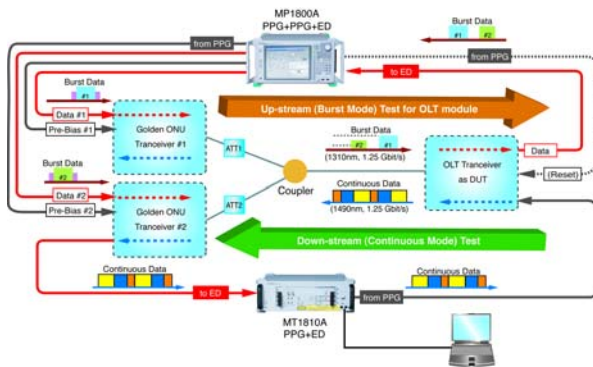 MP1800A
PPG+PPG+ED
from PPG
#1
#2
from PPG
to ED
Burst Data
#1
Up-stream (Burst Mode) Test for OLT module
Data #1
Pre-Bias #1
Golden ONU
Tranceiver #1
ATT1
Burst Data
#2
#1
(1310nm, 1.25 Gbit/s)
Data
Burst Data
#2
Coupler
OLT Tranceiver
as DUT
(Reset)
Data #2
Pre-Bias #2
Golden ONU
Tranceiver #2
ATT2
Continuous Data
(1490nm, 1.25 Gbit/s)
Down-stream (Continuous Mode) Test
Continuous Data
to ED
from PPG
Continuous Data
MT1810A
PPG+ED